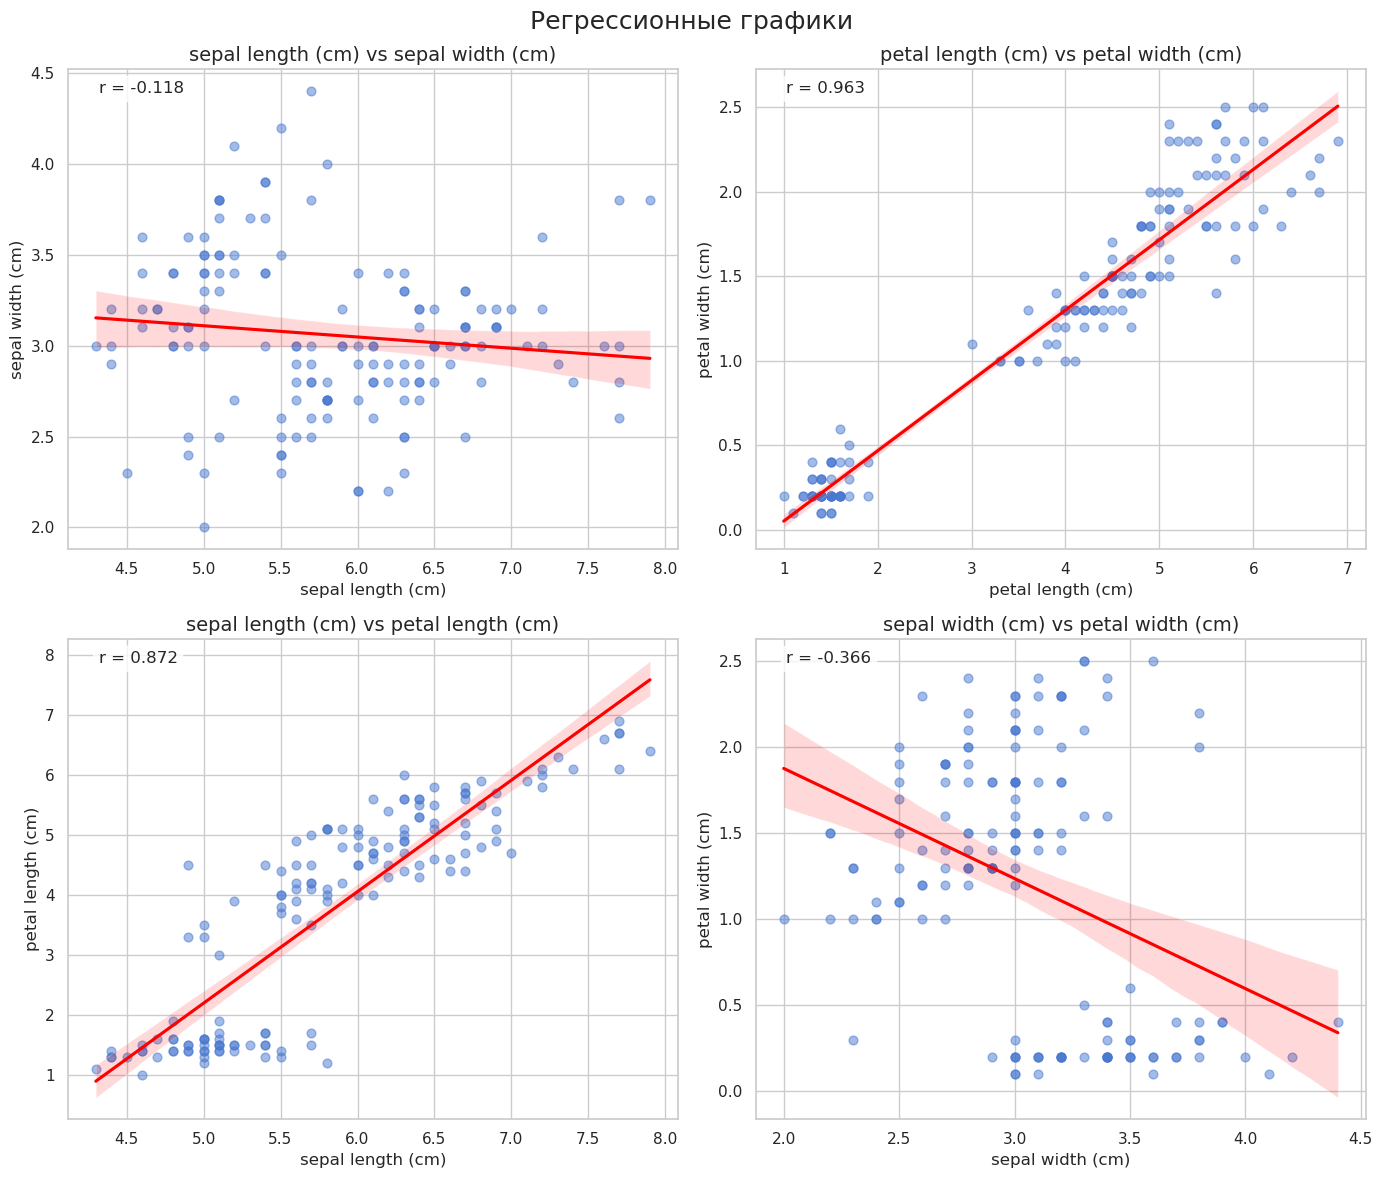 Регрессионные графики
sepal length (cm) vs sepal width (cm)
r = -0.118
4.5
4.0
3.5
3.0
2.5
2.0
sepal width (cm)
4.5 5.0 5.5 6.0 6.5 7.0 7.5 8.0
sepal length (cm)
petal length (cm) vs petal width (cm)
r = 0.963
2.5
2.0
1.5
1.0
0.5
0.0
petal width (cm)
1 2 3 4 5 6 7
petal length (cm)
sepal length (cm) vs petal length (cm)
r = 0.872
8
7
6
5
4
3
2
1
petal length (cm)
4.5 5.0 5.5 6.0 6.5 7.0 7.5 8.0
sepal length (cm)
sepal width (cm) vs petal width (cm)
r = -0.366
2.5
2.0
1.5
1.0
0.5
0.0
petal width (cm)
2.0 2.5 3.0 3.5 4.0 4.5
sepal width (cm)